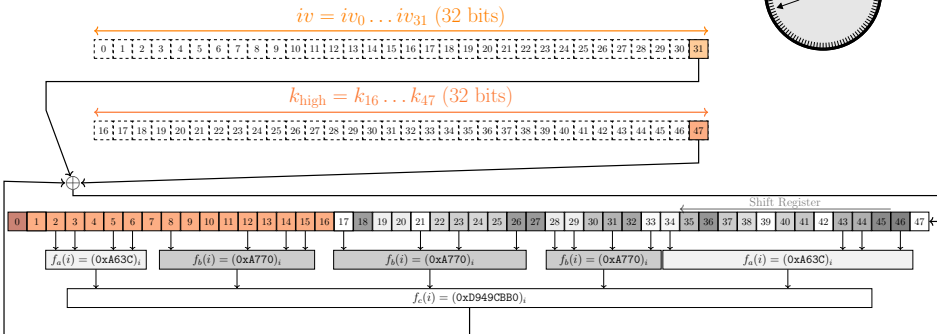 iv = iv₀ … iv₃₁ (32 bits)
0 1 2 3 4 5 6 7 8 9 10 11 12 13 14 15 16 17 18 19 20 21 22 23 24 25 26 27 28 29 30 31
k_high = k₁₆ … k₄₇ (32 bits)
16 17 18 19 20 21 22 23 24 25 26 27 28 29 30 31 32 33 34 35 36 37 38 39 40 41 42 43 44 45 46 47
Shift Register
0 1 2 3 4 5 6 7 8 9 10 11 12 13 14 15 16 17 18 19 20 21 22 23 24 25 26 27 28 29 30 31 32 33 34 35 36 37 38 39 40 41 42 43 44 45 46 47
fₐ(i) = (0xA63C)ᵢ f_b(i) = (0xA770)ᵢ f_b(i) = (0xA770)ᵢ f_b(i) = (0xA770)ᵢ fₐ(i) = (0xA63C)ᵢ
f_c(i) = (0xD949CBB0)ᵢ